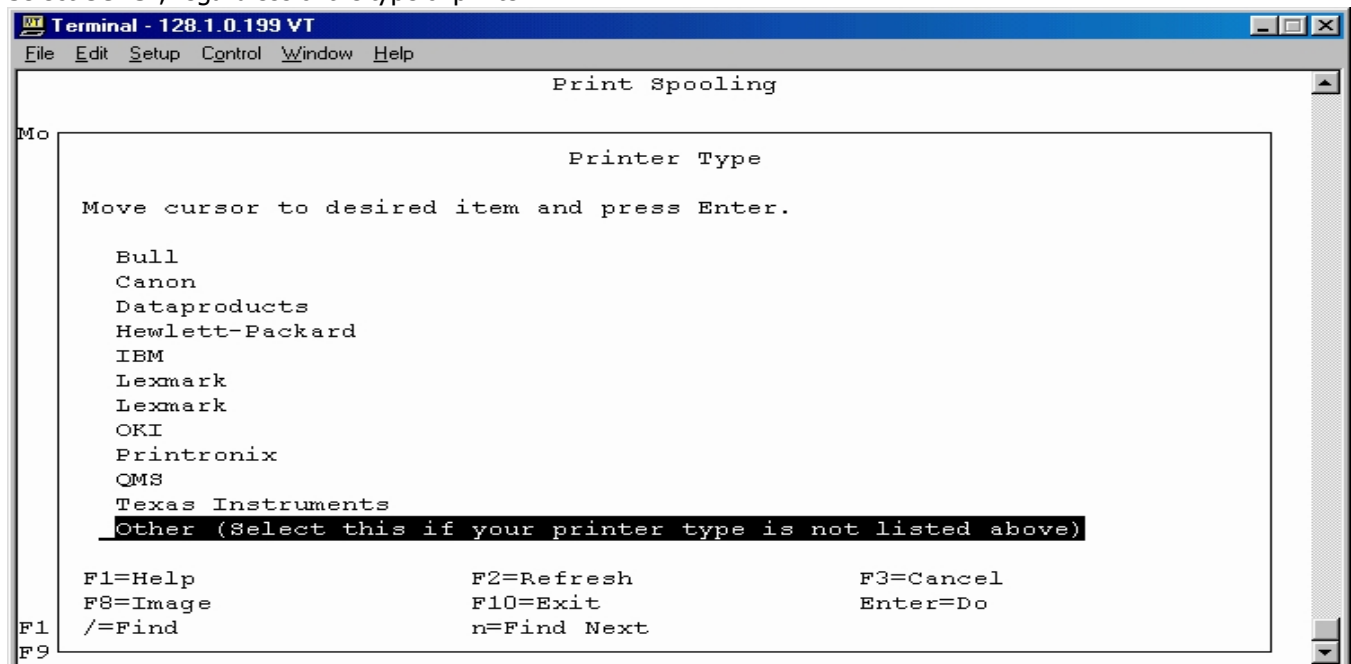 Terminal - 128.1.0.199 VT
File Edit Setup Control Window Help
Print Spooling
Mo
Printer Type
Move cursor to desired item and press Enter.
Bull
Canon
Dataproducts
Hewlett-Packard
IBM
Lexmark
Lexmark
OKI
Printronix
QMS
Texas Instruments
Other (Select this if your printer type is not listed above)
F1=Help F2=Refresh F3=Cancel
F8=Image F10=Exit Enter=Do
F1 /=Find n=Find Next
F9